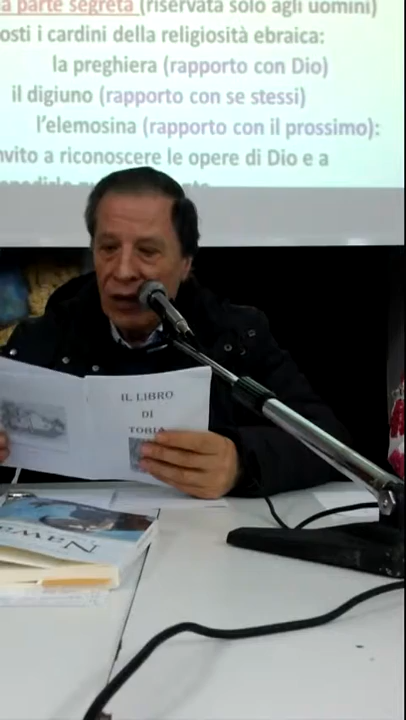 a parte segreta (riservata solo agli uomini)
osti i cardini della religiosità ebraica:
la preghiera (rapporto con Dio)
il digiuno (rapporto con se stessi)
l'elemosina (rapporto con il prossimo):
nvito a riconoscere le opere di Dio e a
IL LIBRO
DI
TOBIA